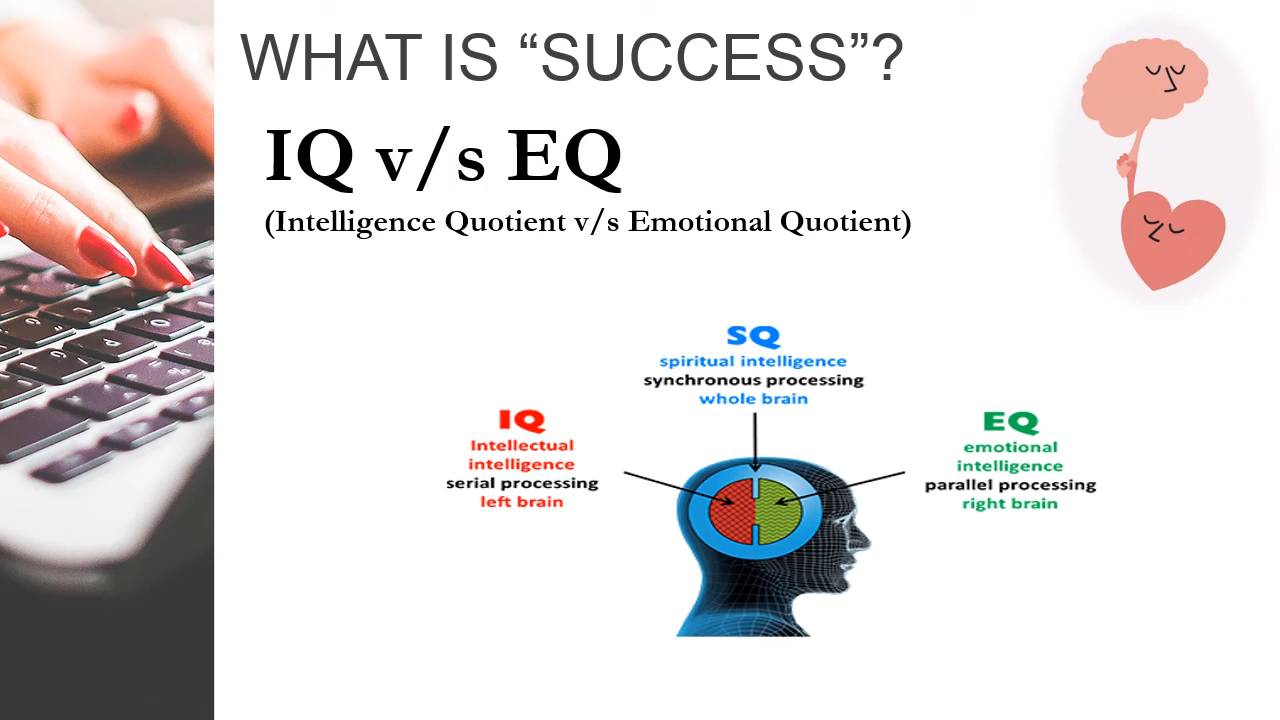 WHAT IS “SUCCESS”?
IQ v/s EQ
(Intelligence Quotient v/s Emotional Quotient)
SQ
spiritual intelligence
synchronous processing
whole brain
IQ
Intellectual
intelligence
serial processing
left brain
EQ
emotional
intelligence
parallel processing
right brain